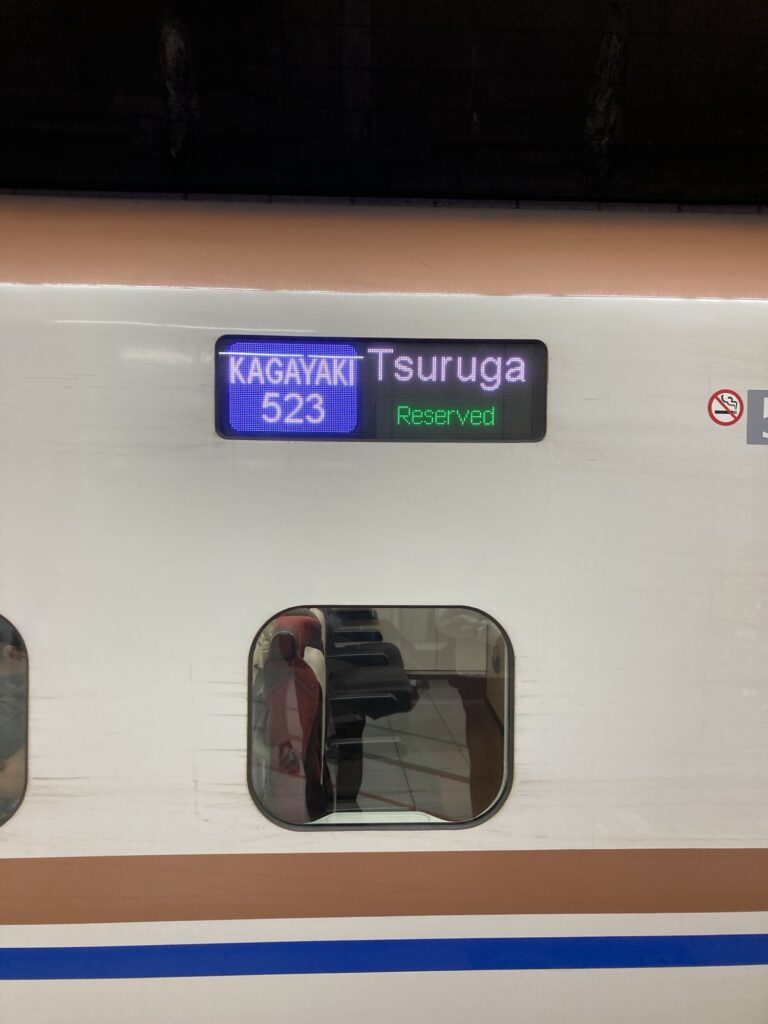 KAGAYAKI
523
Tsuruga
Reserved